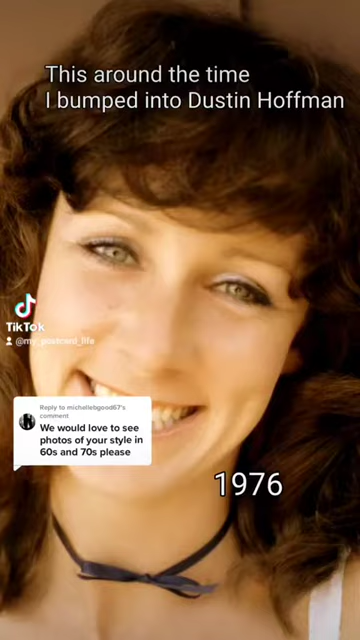 This around the time
I bumped into Dustin Hoffman
TikTok
@my_postcard_life
Reply to michellebgood67's
comment
We would love to see
photos of your style in
60s and 70s please
1976